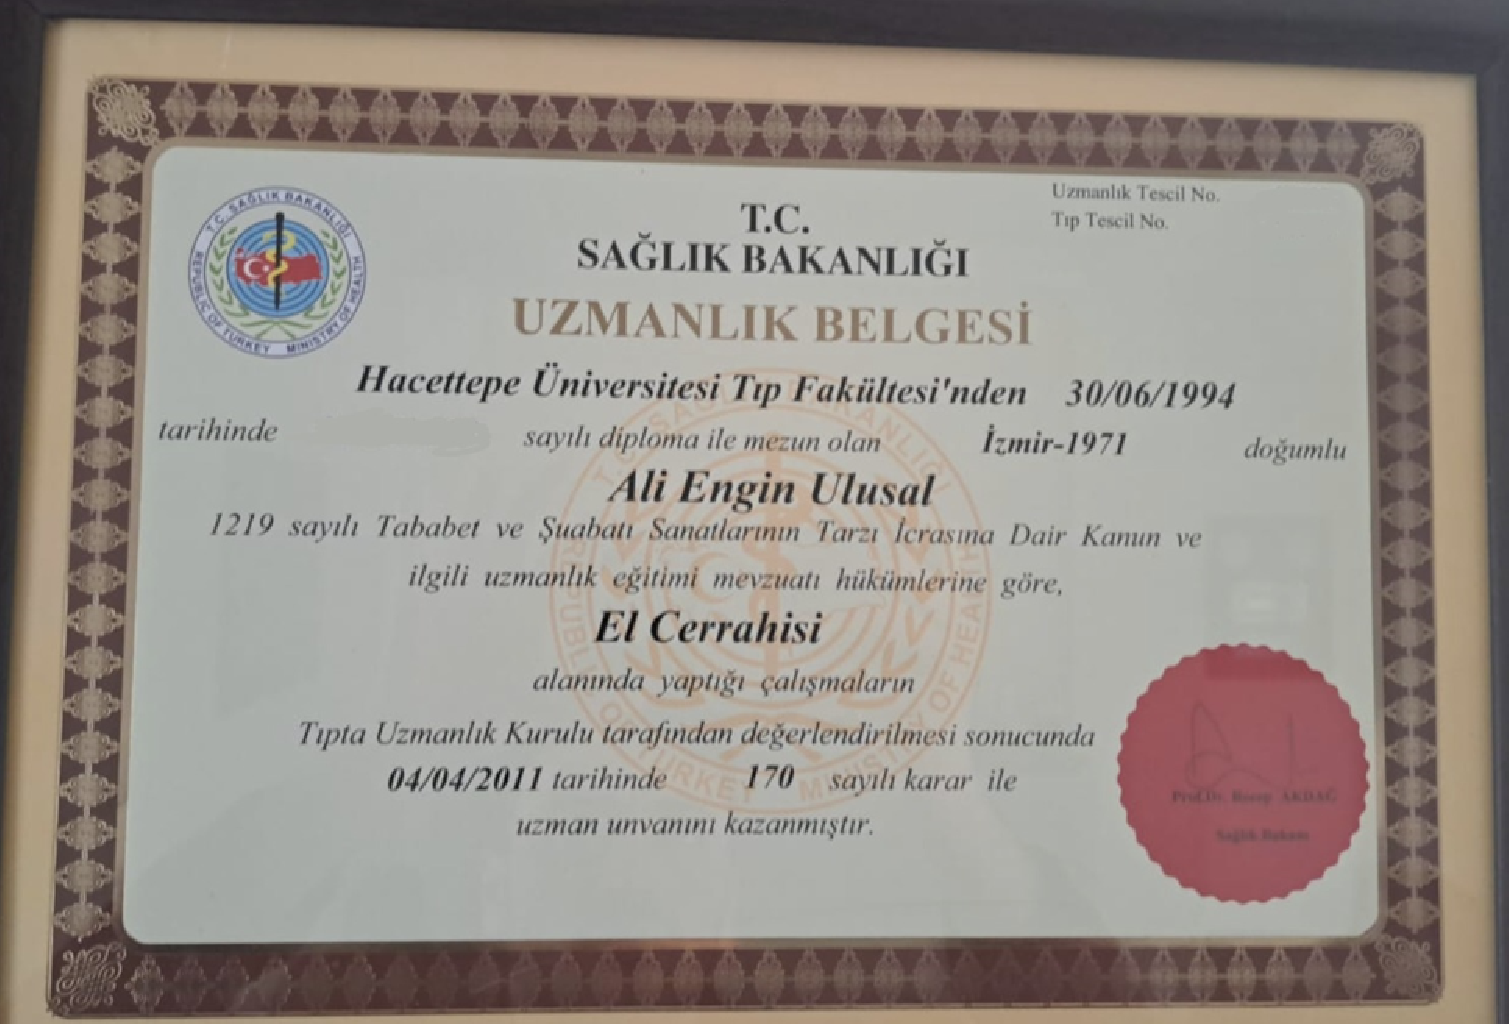 T.C. SAĞLIK BAKANLIĞI
REPUBLIC OF TURKEY MINISTRY OF HEALTH
Uzmanlık Tescil No.
Tıp Tescil No.
T.C.
SAĞLIK BAKANLIĞI
UZMANLIK BELGESİ
Hacettepe Üniversitesi Tıp Fakültesi'nden 30/06/1994
tarihinde sayılı diploma ile mezun olan İzmir-1971 doğumlu
Ali Engin Ulusal
1219 sayılı Tababet ve Şuabatı Sanatlarının Tarzı İcrasına Dair Kanun ve
ilgili uzmanlık eğitimi mevzuatı hükümlerine göre,
El Cerrahisi
alanında yaptığı çalışmaların
Tıpta Uzmanlık Kurulu tarafından değerlendirilmesi sonucunda
04/04/2011 tarihinde 170 sayılı karar ile
uzman unvanını kazanmıştır.
Prof.Dr. Recep AKDAĞ
Sağlık Bakanı